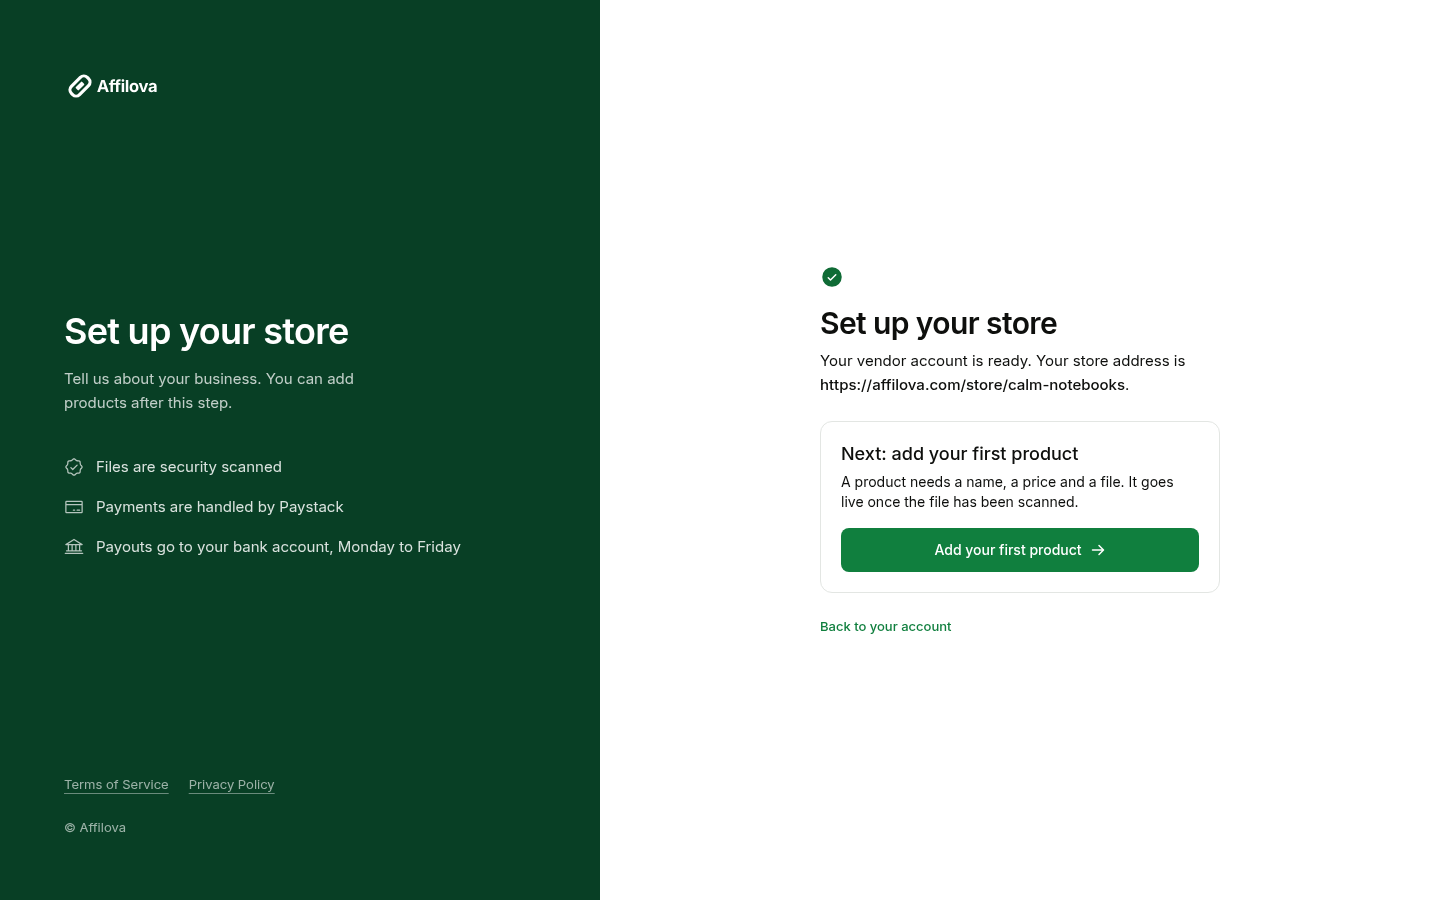 Affilova
Set up your store
Tell us about your business. You can add
products after this step.
Files are security scanned
Payments are handled by Paystack
Payouts go to your bank account, Monday to Friday
Terms of Service Privacy Policy
© Affilova
Set up your store
Your vendor account is ready. Your store address is
https://affilova.com/store/calm-notebooks.
Next: add your first product
A product needs a name, a price and a file. It goes
live once the file has been scanned.
Add your first product →
Back to your account